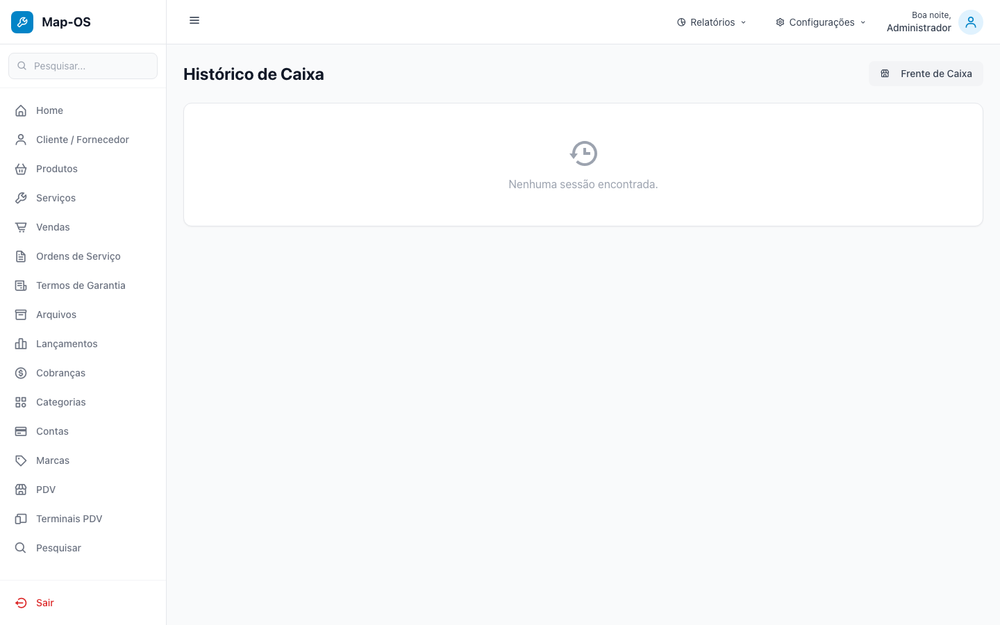 Map-OS
Pesquisar...
Home
Cliente / Fornecedor
Produtos
Serviços
Vendas
Ordens de Serviço
Termos de Garantia
Arquivos
Lançamentos
Cobranças
Categorias
Contas
Marcas
PDV
Terminais PDV
Pesquisar
Sair
Relatórios
Configurações
Boa noite,
Administrador
Histórico de Caixa
Frente de Caixa
Nenhuma sessão encontrada.